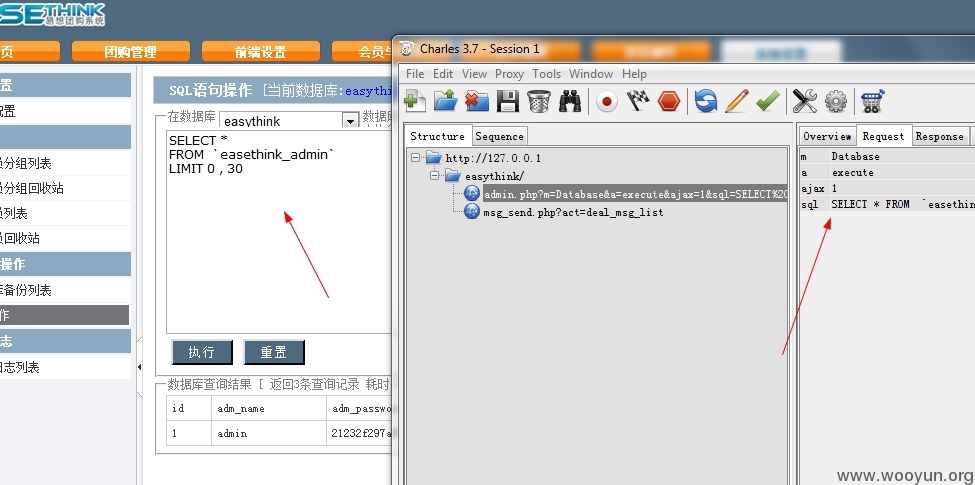 SETHINK
易想团购系统
页
团购管理
前端设置
会员
置
配置
员分组列表
员分组回收站
员列表
员回收站
操作
库备份列表
作
志
日志列表
SQL语句操作 [当前数据库:easythi
在数据库 easythink 数据库
SELECT *
FROM `easethink_admin`
LIMIT 0 , 30
执行
重置
数据库查询结果 [ 返回3条查询记录 耗时
id adm_name adm_passwo
1 admin 21232f297a
Charles 3.7 - Session 1
File Edit View Proxy Tools Window Help
Structure Sequence
http://127.0.0.1
easythink/
admin.php?m=Database&a=execute&ajax=1&sql=SELECT%20
msg_send.php?act=deal_msg_list
Overview Request Response
m Database
a execute
ajax 1
sql SELECT * FROM `easethin
www.wooyun.org